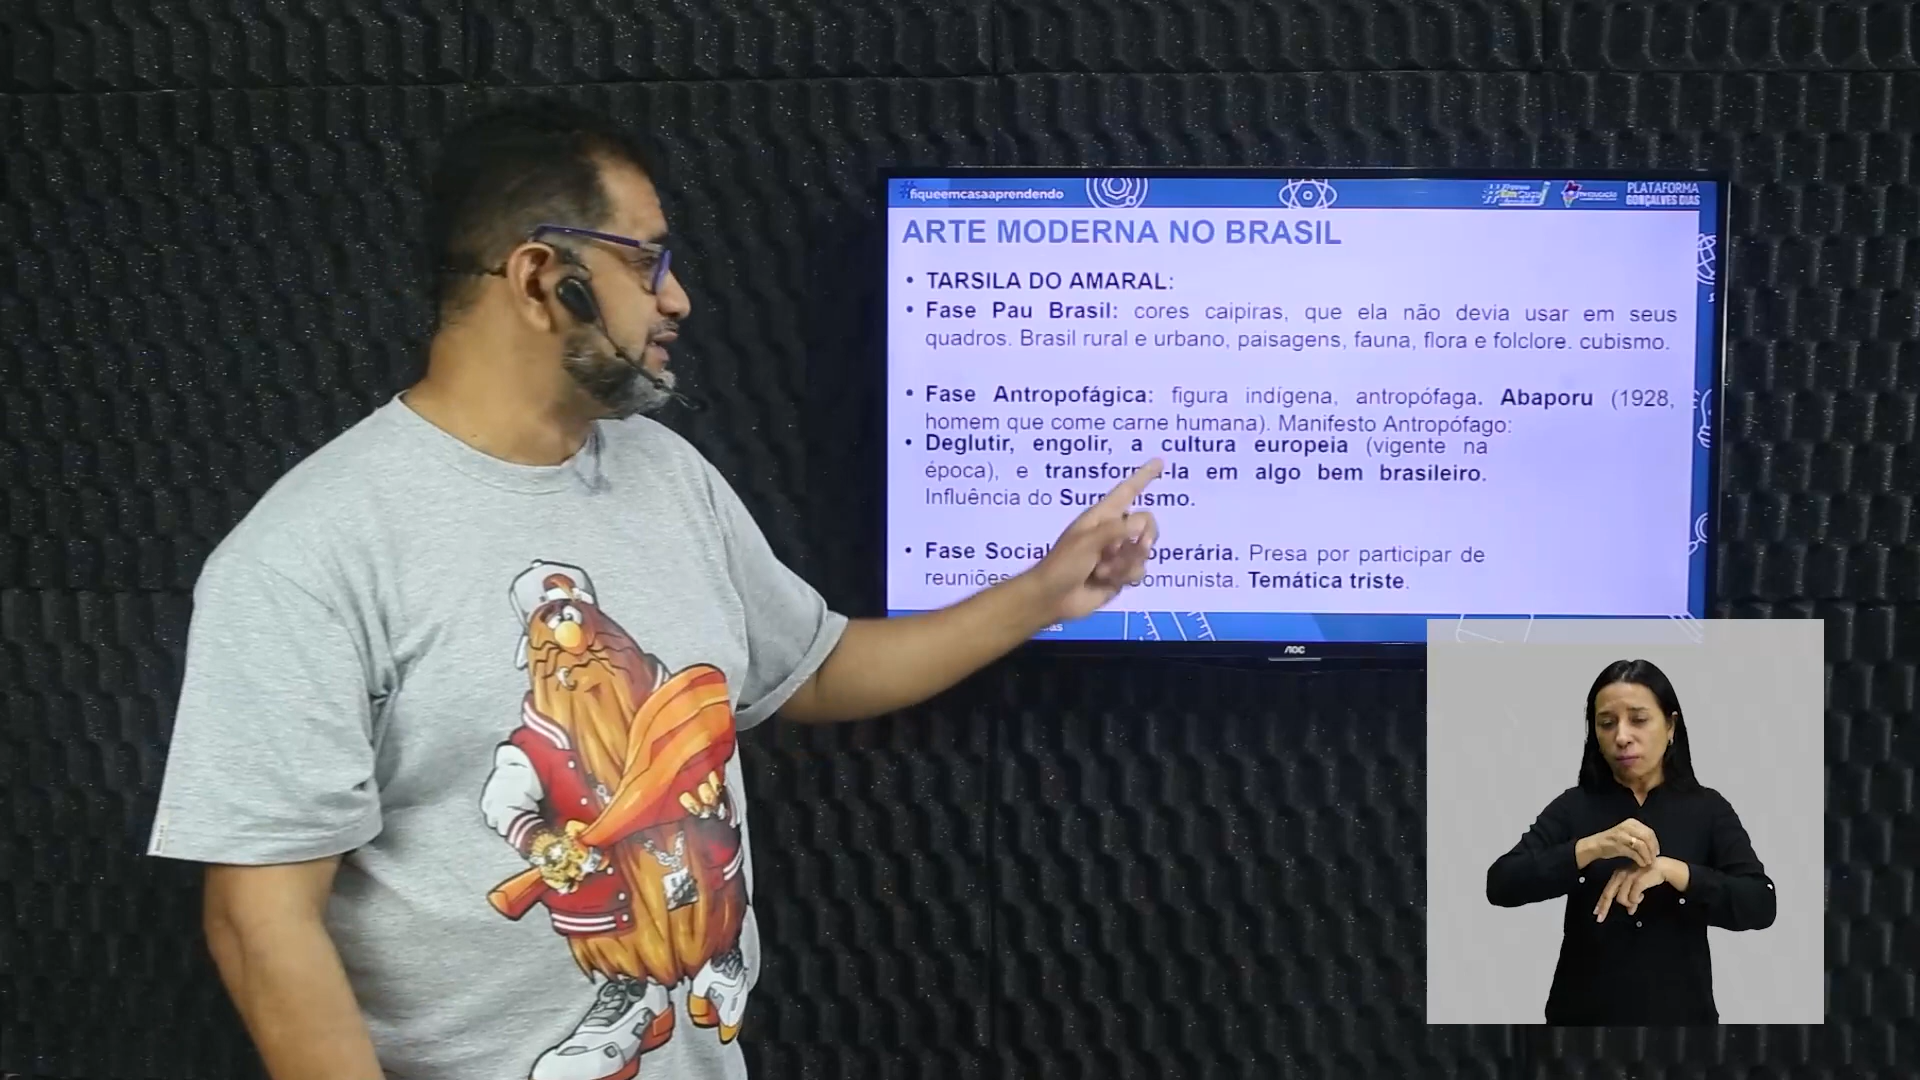 #fiqueemcasaaprendendo
PLATAFORMA
GONÇALVES DIAS
ARTE MODERNA NO BRASIL
• TARSILA DO AMARAL:
• Fase Pau Brasil: cores caipiras, que ela não devia usar em seus
quadros. Brasil rural e urbano, paisagens, fauna, flora e folclore. cubismo.
• Fase Antropofágica: figura indígena, antropófaga. Abaporu (1928,
homem que come carne humana). Manifesto Antropófago:
• Deglutir, engolir, a cultura europeia (vigente na
época), e transformá-la em algo bem brasileiro.
Influência do Surrealismo.
• Fase Social operária. Presa por participar de
reuniões comunista. Temática triste.
AOC